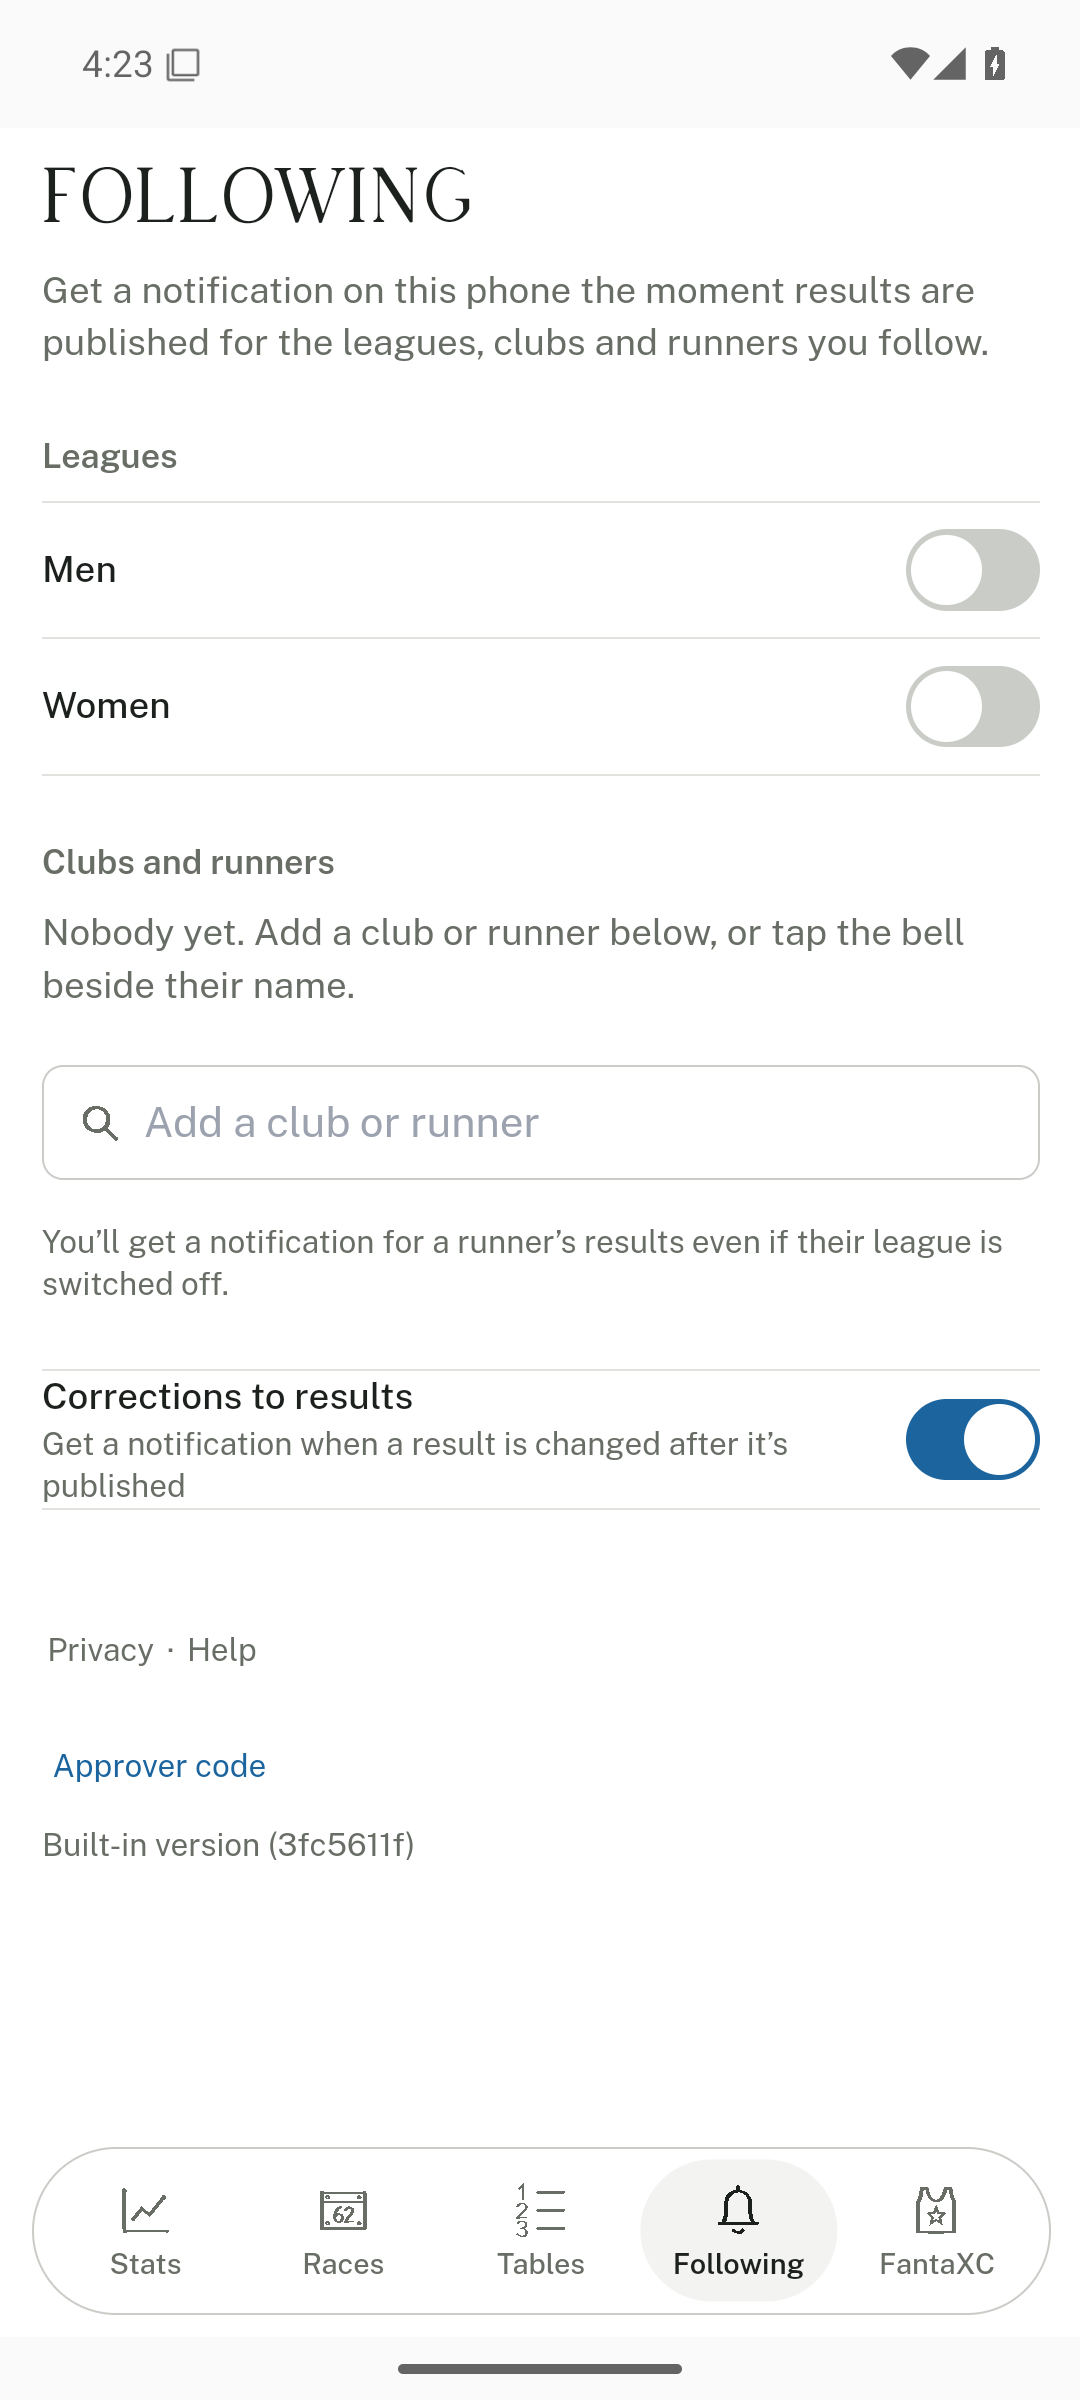 4:23
FOLLOWING
Get a notification on this phone the moment results are
published for the leagues, clubs and runners you follow.
Leagues
Men
Women
Clubs and runners
Nobody yet. Add a club or runner below, or tap the bell
beside their name.
Add a club or runner
You’ll get a notification for a runner’s results even if their league is
switched off.
Corrections to results
Get a notification when a result is changed after it’s
published
Privacy · Help
Approver code
Built-in version (3fc5611f)
62
1
2
3
Stats Races Tables Following FantaXC